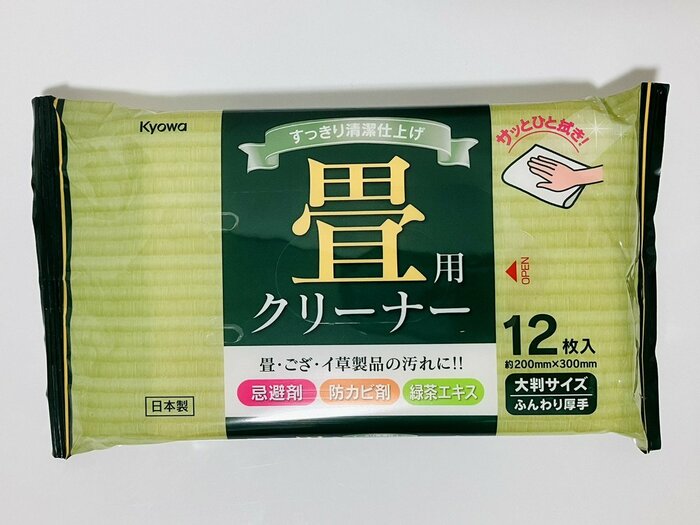 Kyowa
すっきり清潔仕上げ
畳用
クリーナー
畳・ござ・イ草製品の汚れに!!
忌避剤 防カビ剤 緑茶エキス
日本製
サッとひと拭き!
OPEN
12枚入
約200mm×300mm
大判サイズ
ふんわり厚手